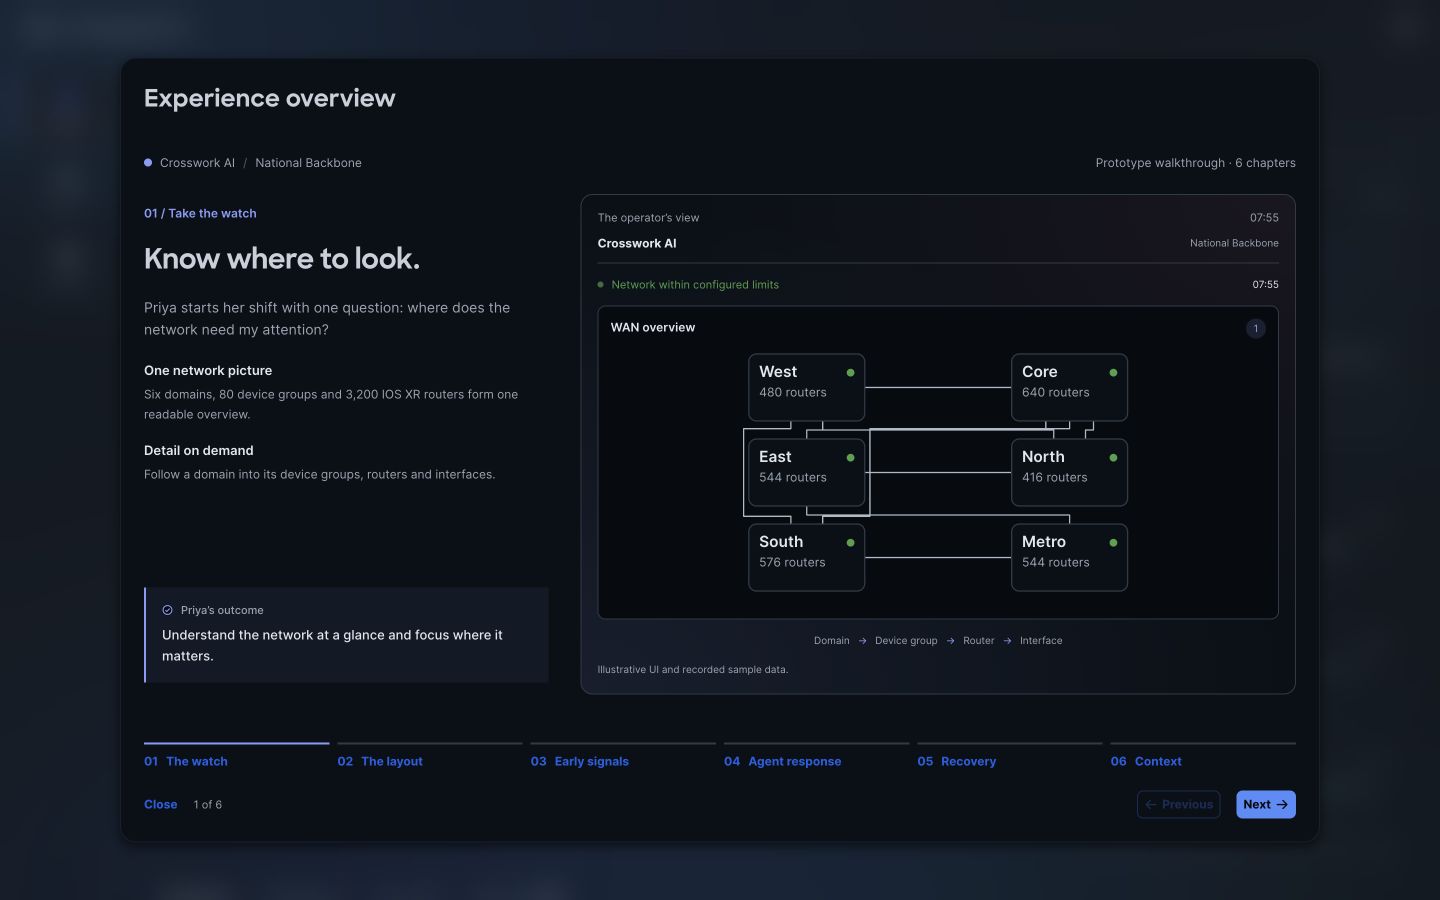 Experience overview
Crosswork AI / National Backbone
Prototype walkthrough · 6 chapters
01 / Take the watch
Know where to look.
Priya starts her shift with one question: where does the
network need my attention?
One network picture
Six domains, 80 device groups and 3,200 IOS XR routers form one
readable overview.
Detail on demand
Follow a domain into its device groups, routers and interfaces.
Priya’s outcome
Understand the network at a glance and focus where it
matters.
The operator’s view
07:55
Crosswork AI
National Backbone
Network within configured limits
07:55
WAN overview
1
West
480 routers
Core
640 routers
East
544 routers
North
416 routers
South
576 routers
Metro
544 routers
Domain → Device group → Router → Interface
Illustrative UI and recorded sample data.
01 The watch
02 The layout
03 Early signals
04 Agent response
05 Recovery
06 Context
Close
1 of 6
← Previous
Next →